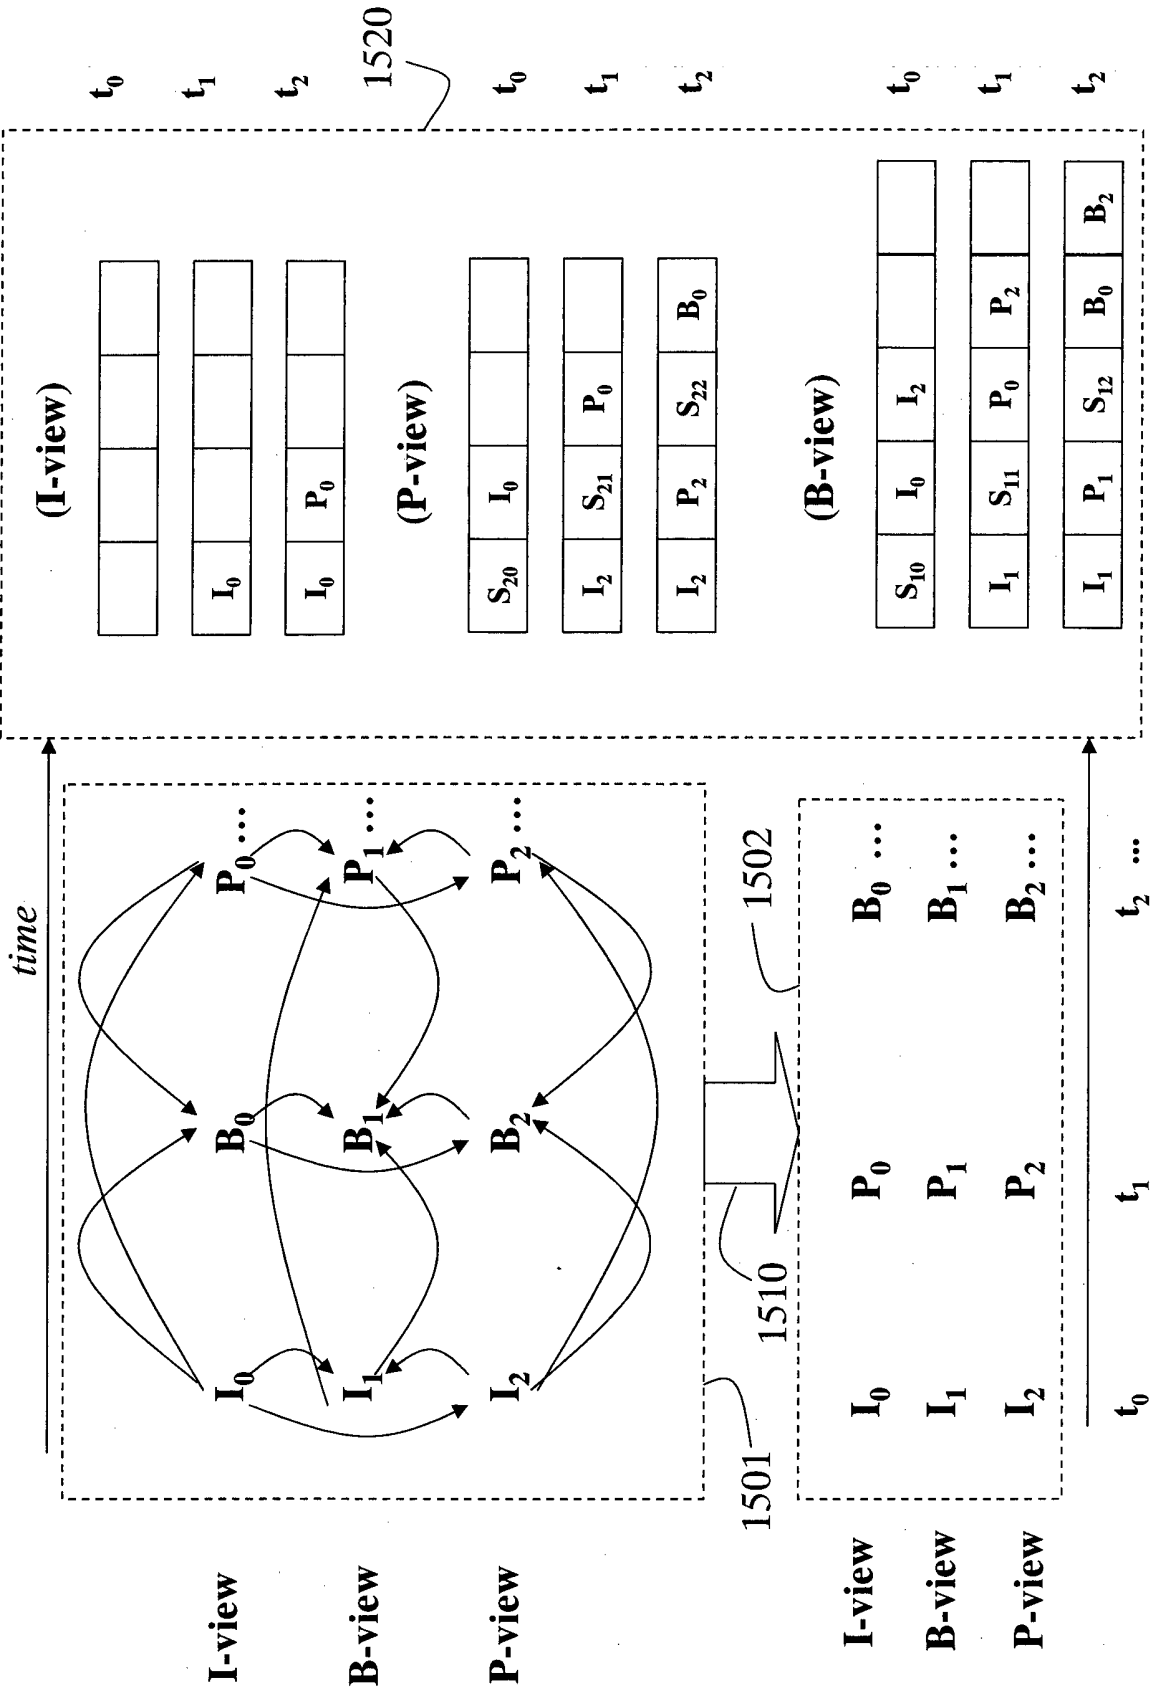 time
I-view I₀ B₀ P₀ ...
B-view I₁ B₁ P₁ ...
P-view I₂ B₂ P₂ ...
1501
1510
1502
I-view I₀ P₀ B₀ ...
B-view I₁ P₁ B₁ ...
P-view I₂ P₂ B₂ ...
t₀ t₁ t₂ ...
(I-view)
t₀
I₀ t₁
I₀ P₀ t₂
1520
(P-view)
S₂₀ I₀ t₀
I₂ S₂₁ P₀ t₁
I₂ P₂ S₂₂ B₀ t₂
(B-view)
S₁₀ I₀ I₂ t₀
I₁ S₁₁ P₀ P₂ t₁
I₁ P₁ S₁₂ B₀ B₂ t₂